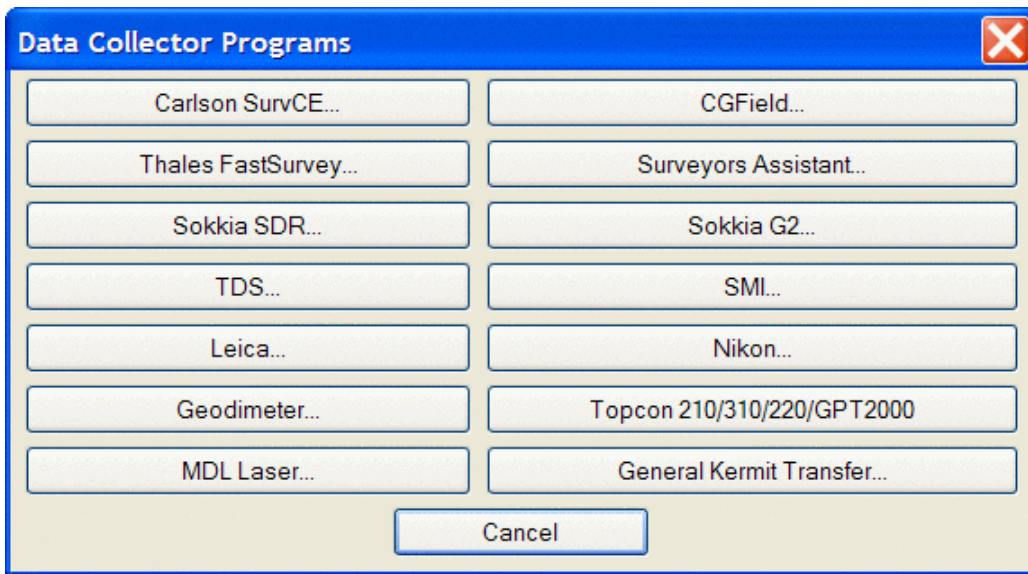 Data Collector Programs
Carlson SurvCE...
CGField...
Thales FastSurvey...
Surveyors Assistant...
Sokkia SDR...
Sokkia G2...
TDS...
SMI...
Leica...
Nikon...
Geodimeter...
Topcon 210/310/220/GPT2000
MDL Laser...
General Kermit Transfer...
Cancel